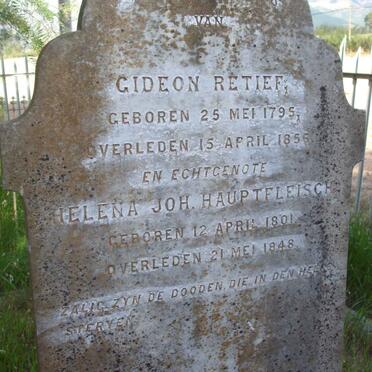 VAN
GIDEON RETIEF,
GEBOREN 25 MEI 1795,
OVERLEDEN 15 APRIL 1856
EN ECHTGENOTE
HELENA JOH. HAUPTFLEISCH
GEBOREN 12 APRIL 1801.
OVERLEDEN 21 MEI 1848.
ZALIG ZYN DE DOODEN, DIE IN DEN
STERVEN